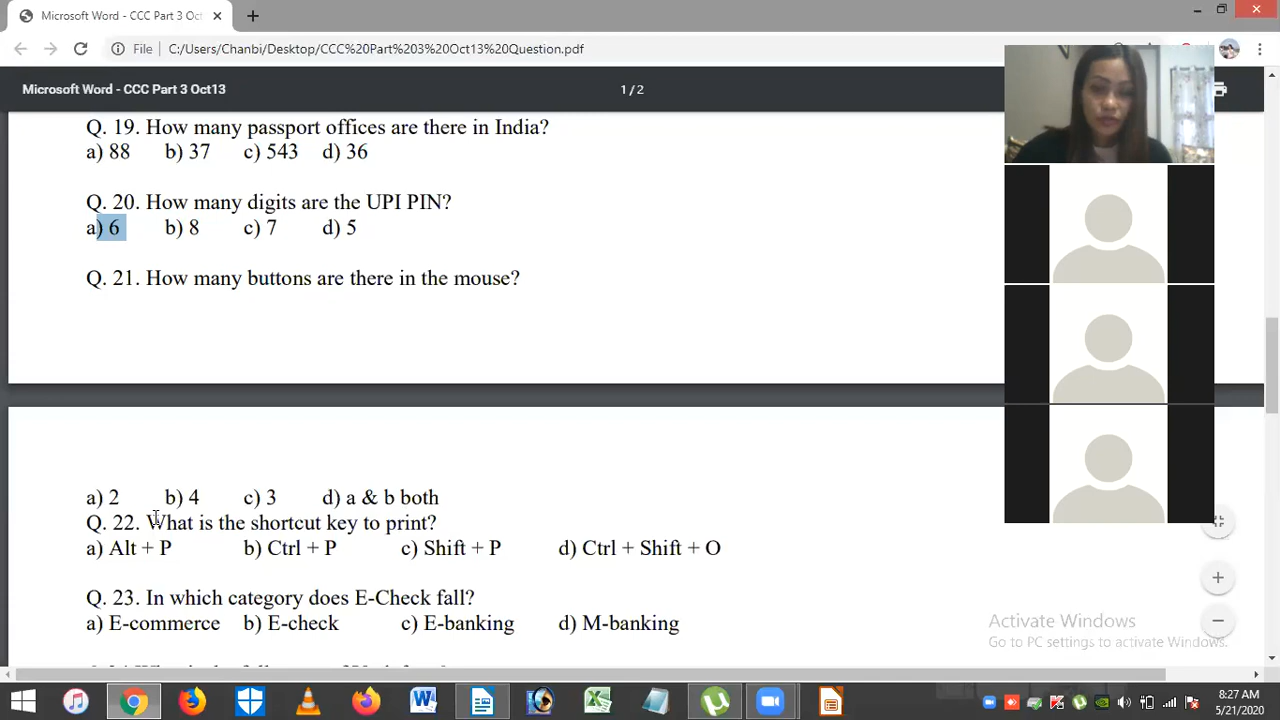 Microsoft Word - CCC Part 3 Oct
File
C:/Users/Chanbi/Desktop/CCC%20Part%203%20Oct13%20Question.pdf
Microsoft Word - CCC Part 3 Oct13
1 / 2
Q. 19. How many passport offices are there in India?
a) 88 b) 37 c) 543 d) 36
Q. 20. How many digits are the UPI PIN?
a) 6 b) 8 c) 7 d) 5
Q. 21. How many buttons are there in the mouse?
a) 2 b) 4 c) 3 d) a & b both
Q. 22. What is the shortcut key to print?
a) Alt + P b) Ctrl + P c) Shift + P d) Ctrl + Shift + O
Q. 23. In which category does E-Check fall?
a) E-commerce b) E-check c) E-banking d) M-banking
Activate Windows
Go to PC settings to activate Windows.
8:27 AM
5/21/2020